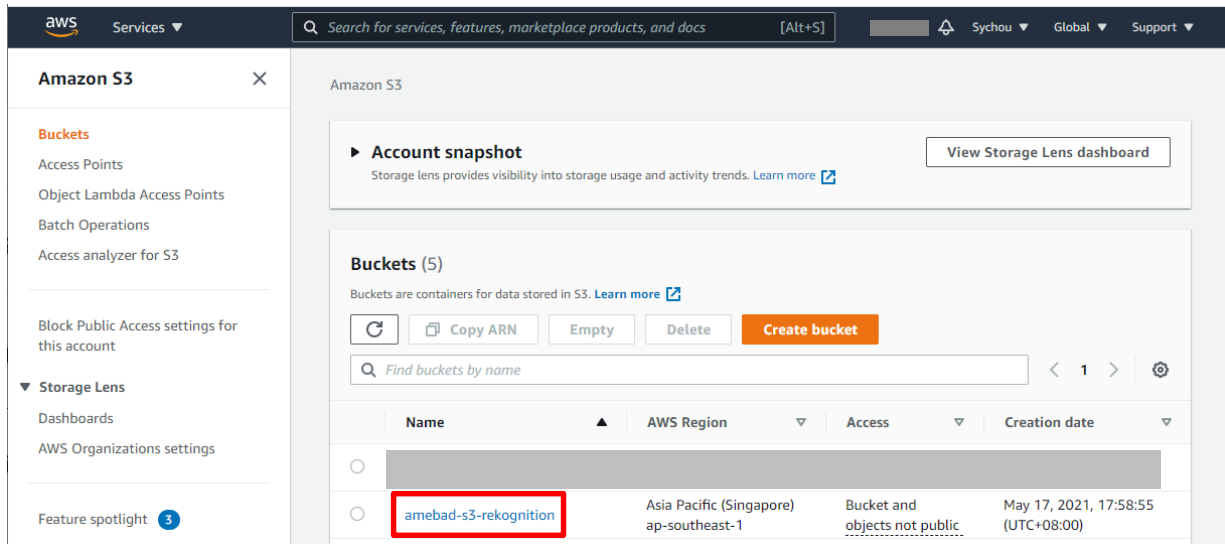 aws Services ▼ Search for services, features, marketplace products, and docs [Alt+S] Sychou ▼ Global ▼ Support ▼
Amazon S3
Buckets
Access Points
Object Lambda Access Points
Batch Operations
Access analyzer for S3
Block Public Access settings for
this account
▼ Storage Lens
Dashboards
AWS Organizations settings
Feature spotlight 3
Amazon S3
▶ Account snapshot
Storage lens provides visibility into storage usage and activity trends. Learn more
View Storage Lens dashboard
Buckets (5)
Buckets are containers for data stored in S3. Learn more
Copy ARN Empty Delete Create bucket
Find buckets by name
< 1 >
Name ▲ AWS Region ▽ Access ▽ Creation date ▽
amebad-s3-rekognition
Asia Pacific (Singapore)
ap-southeast-1
Bucket and
objects not public
May 17, 2021, 17:58:55
(UTC+08:00)